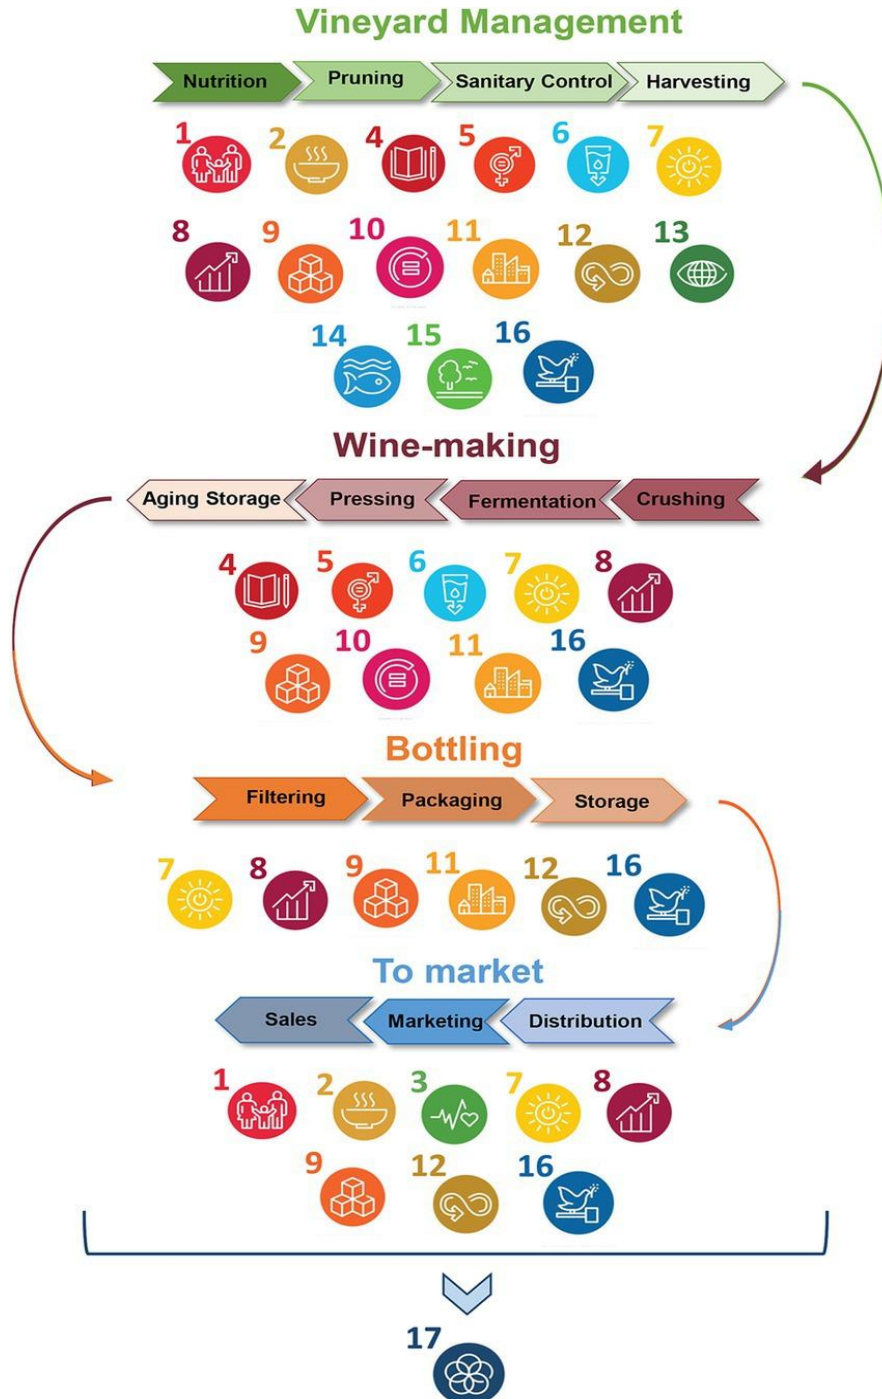 Vineyard Management
Nutrition Pruning Sanitary Control Harvesting
1 2 4 5 6 7
8 9 10 11 12 13
14 15 16
Wine-making
Aging Storage Pressing Fermentation Crushing
4 5 6 7 8
9 10 11 16
Bottling
Filtering Packaging Storage
7 8 9 11 12 16
To market
Sales Marketing Distribution
1 2 3 7 8
9 12 16
17